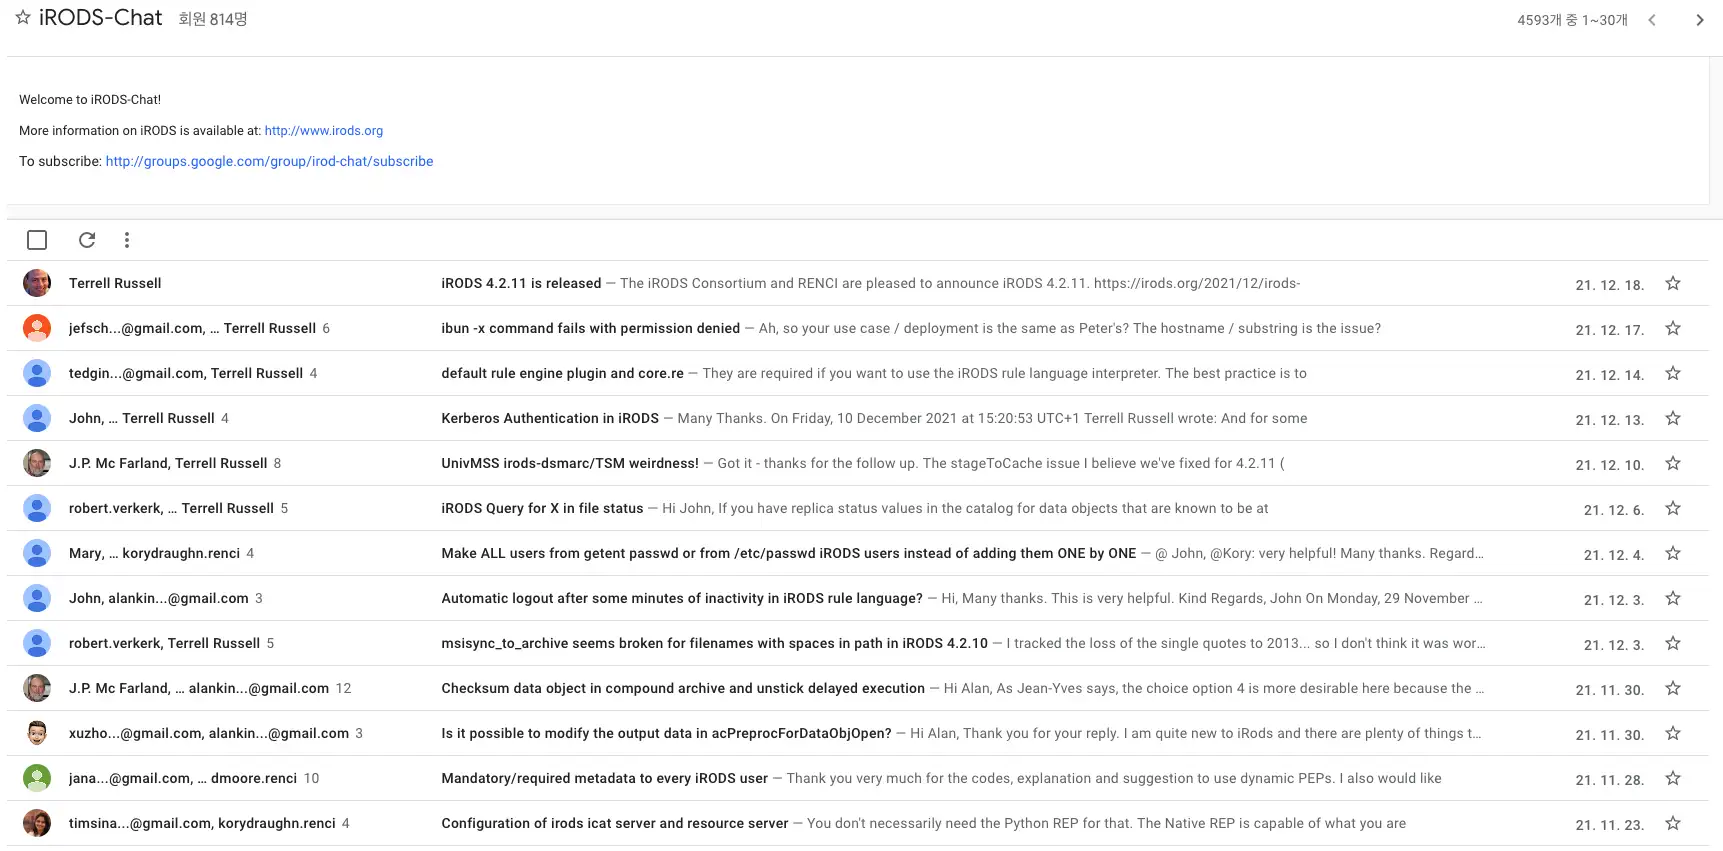 iRODS-Chat 회원 814명 4593개 중 1~30개
Welcome to iRODS-Chat!
More information on iRODS is available at: http://www.irods.org
To subscribe: http://groups.google.com/group/irod-chat/subscribe
Terrell Russell iRODS 4.2.11 is released — The iRODS Consortium and RENCI are pleased to announce iRODS 4.2.11. https://irods.org/2021/12/irods- 21. 12. 18.
jefsch...@gmail.com, ... Terrell Russell 6 ibun -x command fails with permission denied — Ah, so your use case / deployment is the same as Peter's? The hostname / substring is the issue? 21. 12. 17.
tedgin...@gmail.com, Terrell Russell 4 default rule engine plugin and core.re — They are required if you want to use the iRODS rule language interpreter. The best practice is to 21. 12. 14.
John, ... Terrell Russell 4 Kerberos Authentication in iRODS — Many Thanks. On Friday, 10 December 2021 at 15:20:53 UTC+1 Terrell Russell wrote: And for some 21. 12. 13.
J.P. Mc Farland, Terrell Russell 8 UnivMSS irods-dsmarc/TSM weirdness! — Got it - thanks for the follow up. The stageToCache issue I believe we've fixed for 4.2.11 ( 21. 12. 10.
robert.verkerk, ... Terrell Russell 5 iRODS Query for X in file status — Hi John, If you have replica status values in the catalog for data objects that are known to be at 21. 12. 6.
Mary, ... korydraughn.renci 4 Make ALL users from getent passwd or from /etc/passwd iRODS users instead of adding them ONE by ONE — @ John, @Kory: very helpful! Many thanks. Regard... 21. 12. 4.
John, alankin...@gmail.com 3 Automatic logout after some minutes of inactivity in iRODS rule language? — Hi, Many thanks. This is very helpful. Kind Regards, John On Monday, 29 November ... 21. 12. 3.
robert.verkerk, Terrell Russell 5 msisync_to_archive seems broken for filenames with spaces in path in iRODS 4.2.10 — I tracked the loss of the single quotes to 2013... so I don't think it was wor... 21. 12. 3.
J.P. Mc Farland, ... alankin...@gmail.com 12 Checksum data object in compound archive and unstick delayed execution — Hi Alan, As Jean-Yves says, the choice option 4 is more desirable here because the ... 21. 11. 30.
xuzho...@gmail.com, alankin...@gmail.com 3 Is it possible to modify the output data in acPreprocForDataObjOpen? — Hi Alan, Thank you for your reply. I am quite new to iRods and there are plenty of things t... 21. 11. 30.
jana...@gmail.com, ... dmoore.renci 10 Mandatory/required metadata to every iRODS user — Thank you very much for the codes, explanation and suggestion to use dynamic PEPs. I also would like 21. 11. 28.
timsina...@gmail.com, korydraughn.renci 4 Configuration of irods icat server and resource server — You don't necessarily need the Python REP for that. The Native REP is capable of what you are 21. 11. 23.